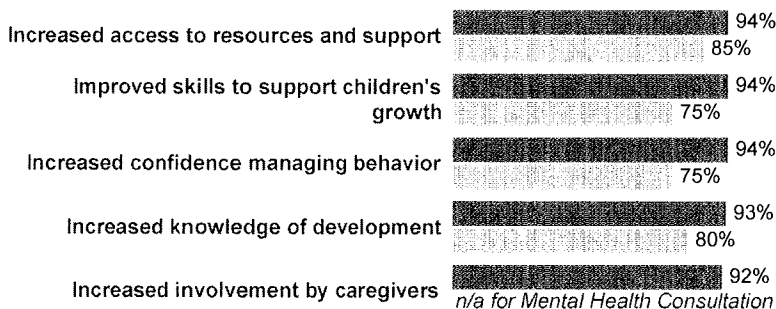 94%
Increased access to resources and support
85%
Improved skills to support children's
94%
growth
75%
94%
Increased confidence managing behavior
75%
93%
Increased knowledge of development
80%
92%
Increased involvement by caregivers
n/a for Mental Health Consultation